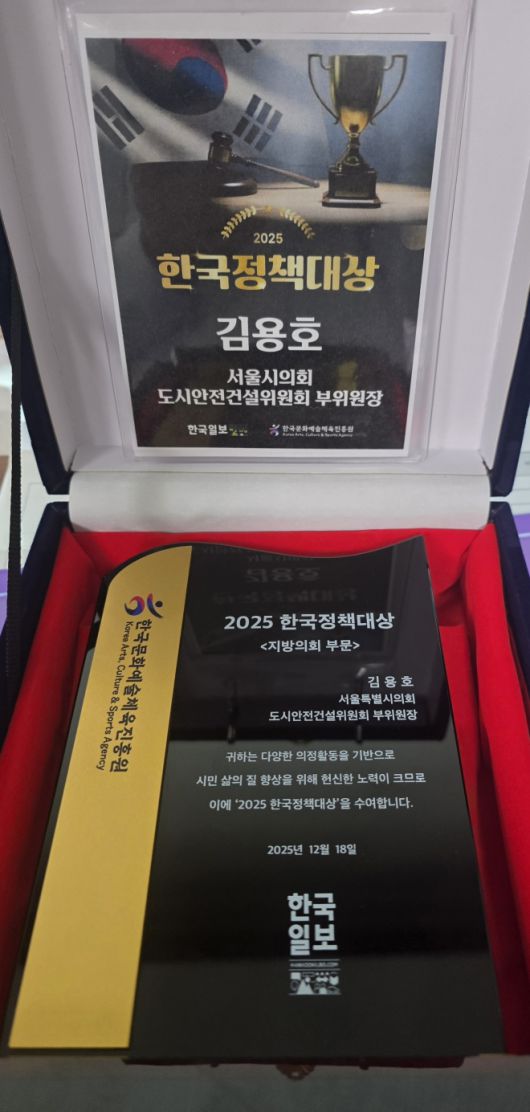 2025
한국정책대상
김용호
서울시의회
도시안전건설위원회 부위원장
한국일보
한국문화예술체육진흥원
Korea Arts, Culture & Sports Agency
한국문화예술체육진흥원
Korea Arts, Culture & Sports Agency
2025 한국정책대상
<지방의회 부문>
김 용 호
서울특별시의회
도시안전건설위원회 부위원장
귀하는 다양한 의정활동을 기반으로
시민 삶의 질 향상을 위해 헌신한 노력이 크므로
이에 '2025 한국정책대상'을 수여합니다.
2025년 12월 18일
한국
일보